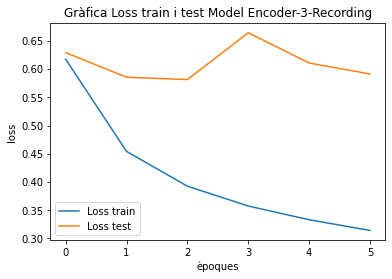 Gràfica Loss train i test Model Encoder-3-Recording
0.65
0.60
0.55
0.50
0.45
0.40
0.35
0.30
loss
Loss train
Loss test
0 1 2 3 4 5
èpoques